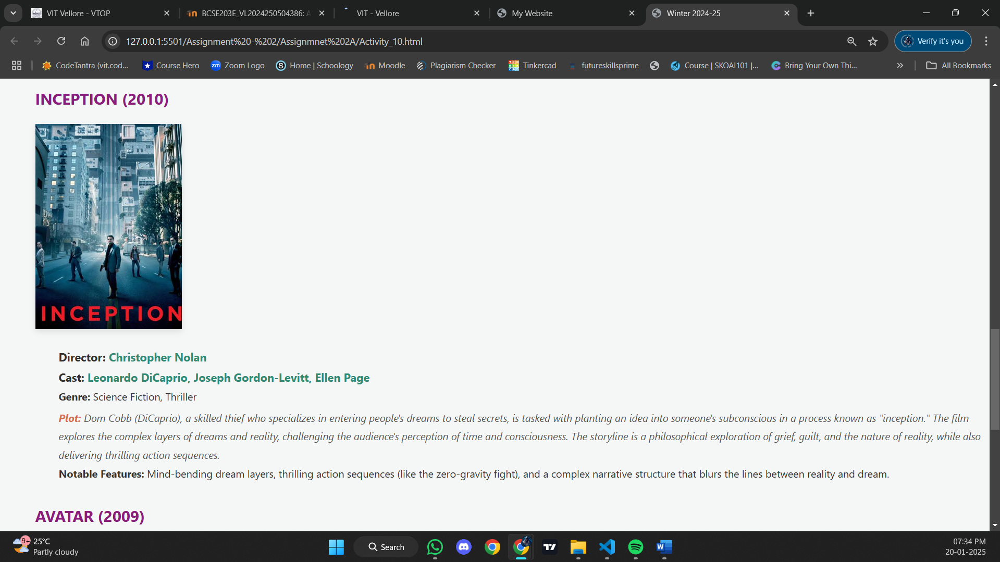 VIT Vellore - VTOP
BCSE203E_VL2024250504386: A
VIT - Vellore
My Website
Winter 2024-25
127.0.0.1:5501/Assignment%20-%202/Assignmnet%202A/Activity_10.html
Verify it's you
CodeTantra (vit.cod...
Course Hero
zm Zoom Logo
S Home | Schoology
Moodle
Plagiarism Checker
Tinkercad
futureskillsprime
Course | SKOAI101 |...
Bring Your Own Thi...
All Bookmarks
INCEPTION (2010)
INCEPTION
Director: Christopher Nolan
Cast: Leonardo DiCaprio, Joseph Gordon-Levitt, Ellen Page
Genre: Science Fiction, Thriller
Plot: Dom Cobb (DiCaprio), a skilled thief who specializes in entering people's dreams to steal secrets, is tasked with planting an idea into someone's subconscious in a process known as "inception." The film
explores the complex layers of dreams and reality, challenging the audience's perception of time and consciousness. The storyline is a philosophical exploration of grief, guilt, and the nature of reality, while also
delivering thrilling action sequences.
Notable Features: Mind-bending dream layers, thrilling action sequences (like the zero-gravity fight), and a complex narrative structure that blurs the lines between reality and dream.
AVATAR (2009)
9+
25°C
Partly cloudy
Search
W
07:34 PM
20-01-2025